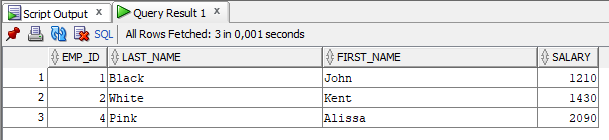 Script Output x Query Result 1 x
SQL | All Rows Fetched: 3 in 0,001 seconds
EMP_ID LAST_NAME FIRST_NAME SALARY
1 1 Black John 1210
2 2 White Kent 1430
3 4 Pink Alissa 2090